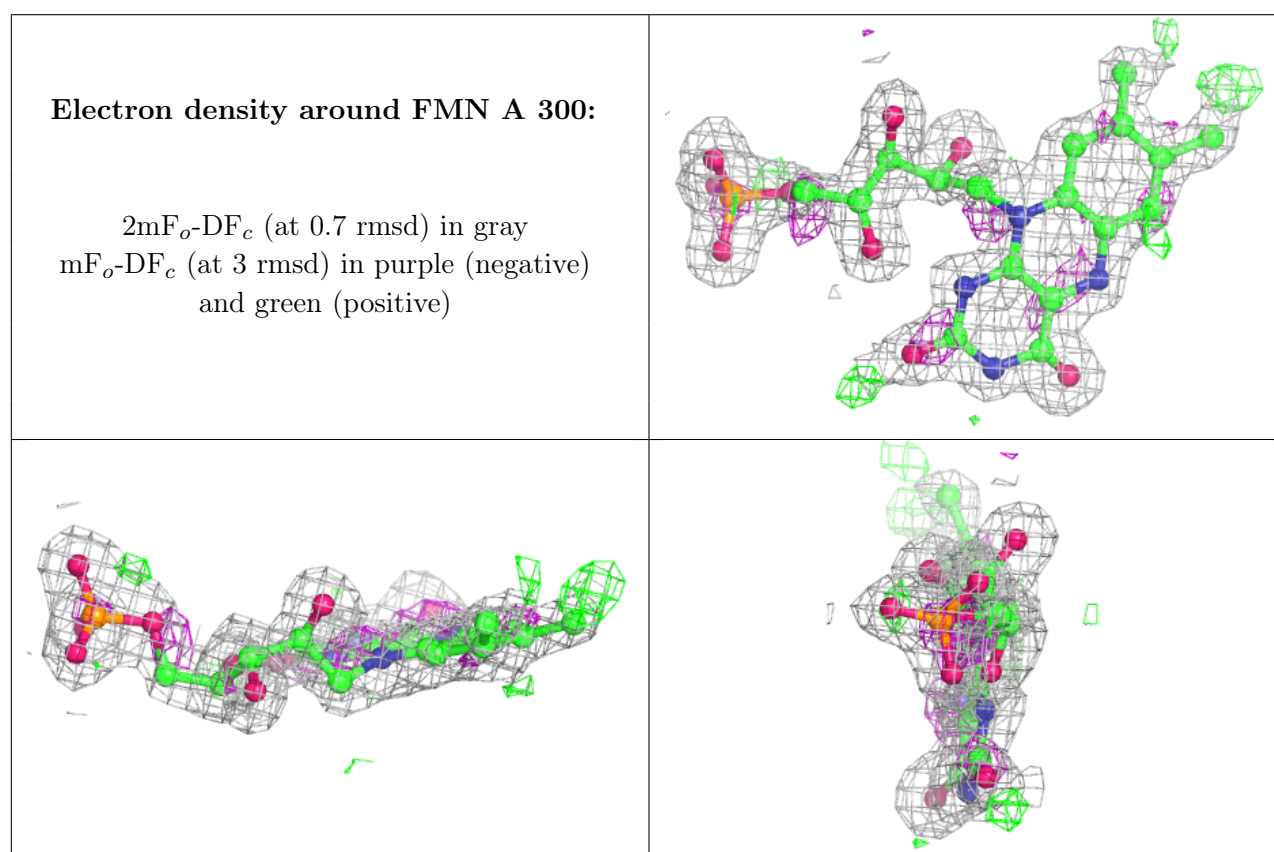 Electron density around FMN A 300:
2mFo-DFc (at 0.7 rmsd) in gray
mFo-DFc (at 3 rmsd) in purple (negative)
and green (positive)